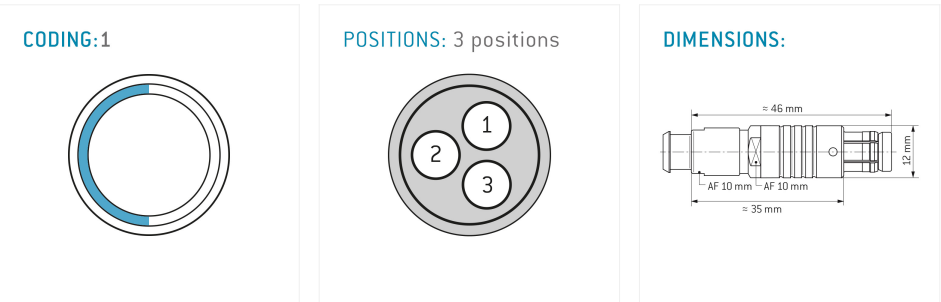 CODING:1
POSITIONS: 3 positions
1
2
3
DIMENSIONS:
≈ 46 mm
12 mm
AF 10 mm
AF 10 mm
≈ 35 mm